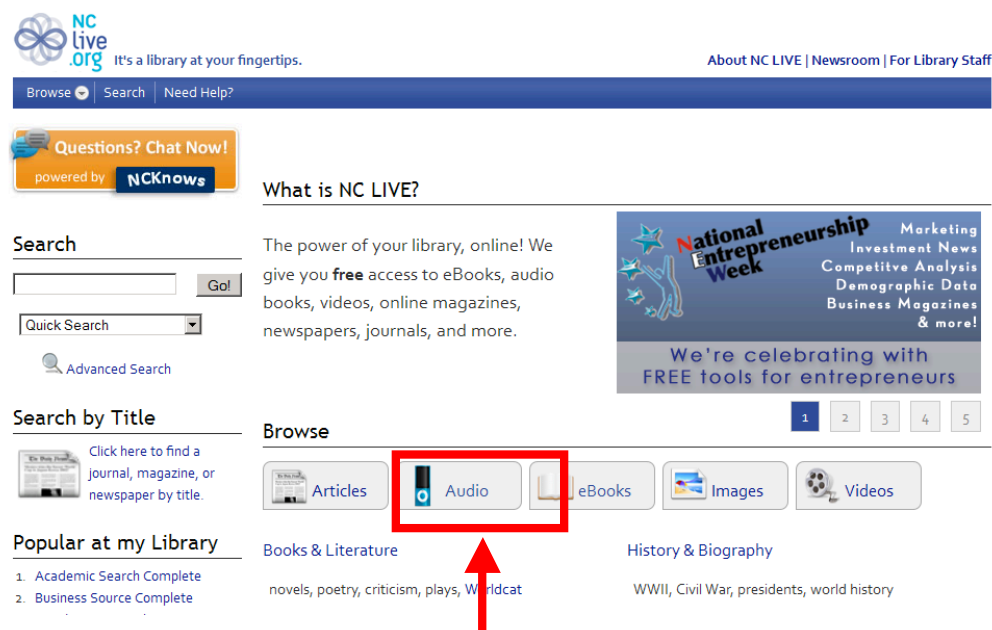 NC
live
.org It's a library at your fingertips.
About NC LIVE | Newsroom | For Library Staff
Browse Search Need Help?
Questions? Chat Now!
powered by NCKnows
Search
Go!
Quick Search
Advanced Search
Search by Title
Click here to find a
journal, magazine, or
newspaper by title.
Popular at my Library
1. Academic Search Complete
2. Business Source Complete
What is NC LIVE?
The power of your library, online! We
give you free access to eBooks, audio
books, videos, online magazines,
newspapers, journals, and more.
National
Entrepreneurship
Week
Marketing
Investment News
Competitve Analysis
Demographic Data
Business Magazines
& more!
We're celebrating with
FREE tools for entrepreneurs
1 2 3 4 5
Browse
Articles Audio eBooks Images Videos
Books & Literature
novels, poetry, criticism, plays, Worldcat
History & Biography
WWII, Civil War, presidents, world history